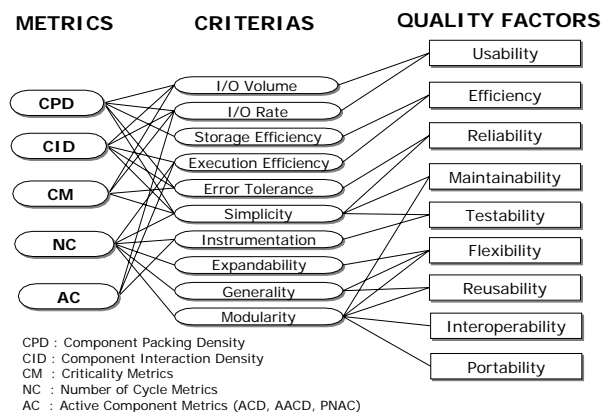 METRICS
CRITERIAS
QUALITY FACTORS
CPD
CID
CM
NC
AC
I/O Volume
I/O Rate
Storage Efficiency
Execution Efficiency
Error Tolerance
Simplicity
Instrumentation
Expandability
Generality
Modularity
Usability
Efficiency
Reliability
Maintainability
Testability
Flexibility
Reusability
Interoperability
Portability
CPD : Component Packing Density
CID : Component Interaction Density
CM : Criticality Metrics
NC : Number of Cycle Metrics
AC : Active Component Metrics (ACD, AACD, PNAC)